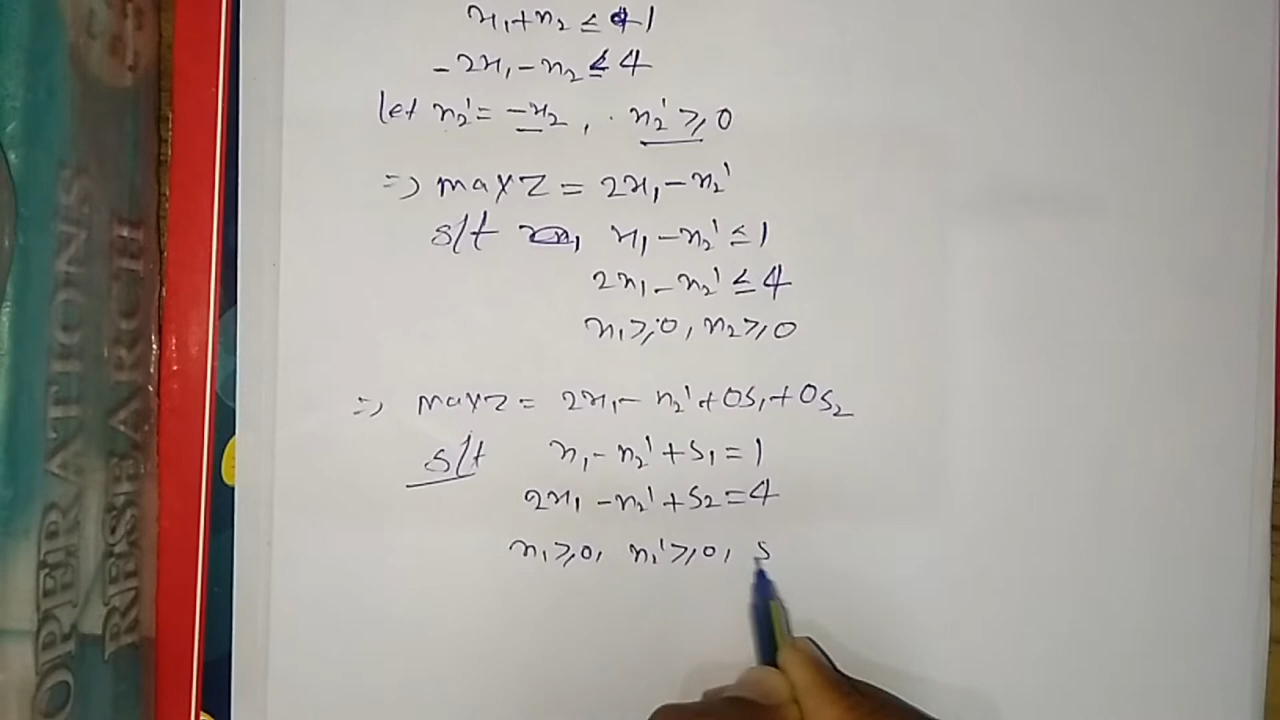 x₁+x₂ ≤ 1
-2x₁-x₂ ≤ 4
let x₂' = -x₂, x₂' ≥ 0
=> max Z = 2x₁-x₂'
s/t x₁-x₂' ≤ 1
2x₁-x₂' ≤ 4
x₁≥0, x₂≥0
=> max Z = 2x₁-x₂'+0S₁+0S₂
s/t x₁-x₂'+S₁=1
2x₁-x₂'+S₂=4
x₁≥0, x₂'≥0, S
OPERATIONS
RESEARCH